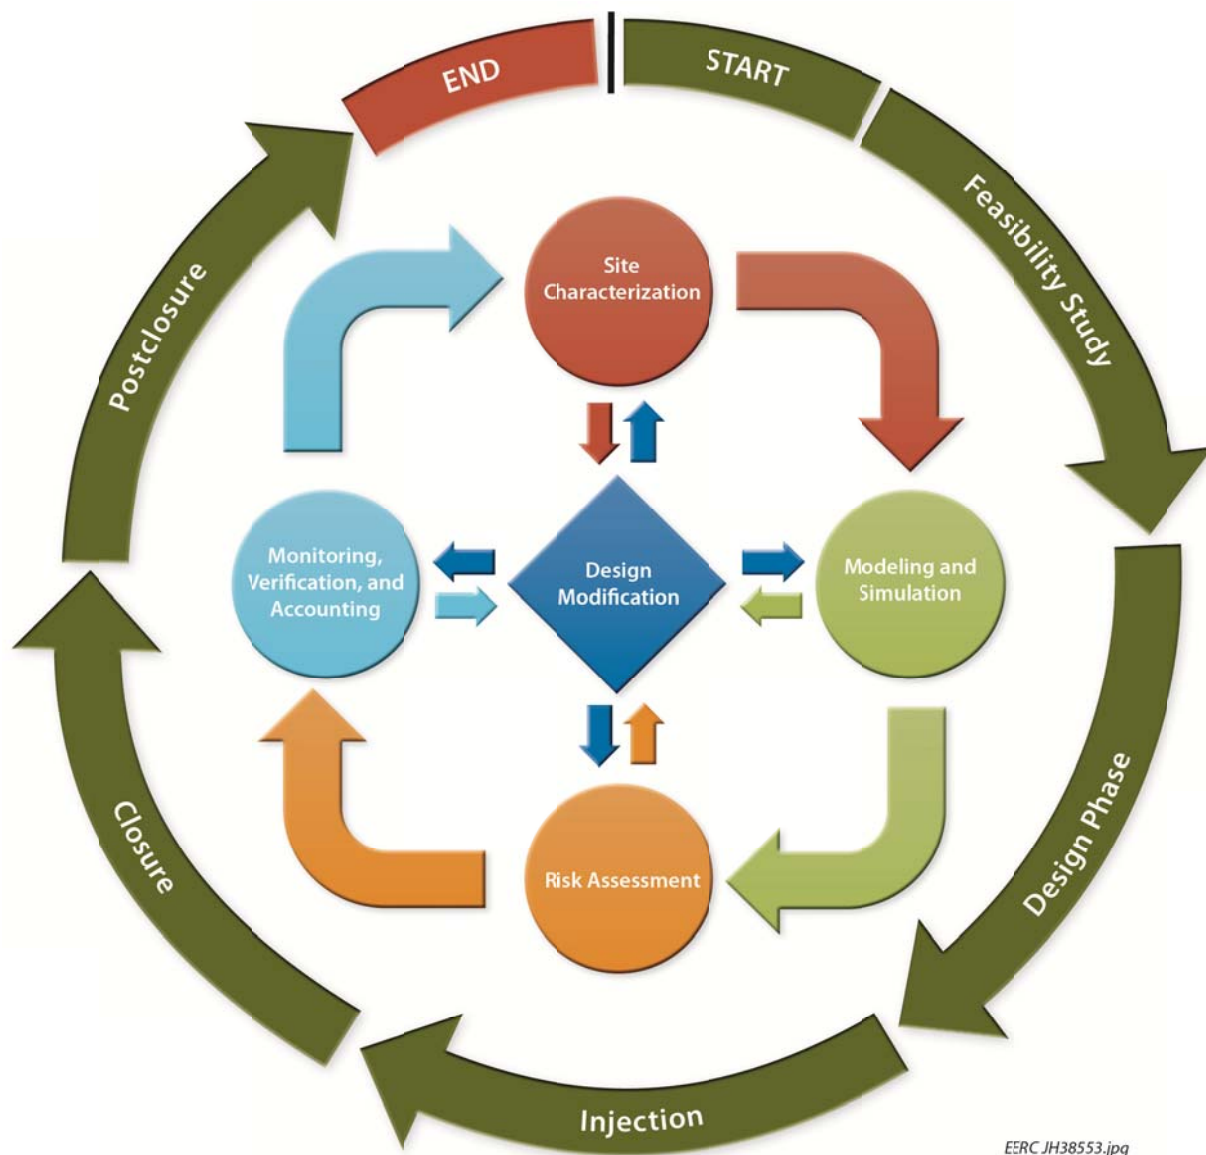 END
START
Feasibility Study
Design Phase
Injection
Closure
Postclosure
Site
Characterization
Modeling and
Simulation
Risk Assessment
Monitoring,
Verification, and
Accounting
Design
Modification
EERC JH38553.jpg